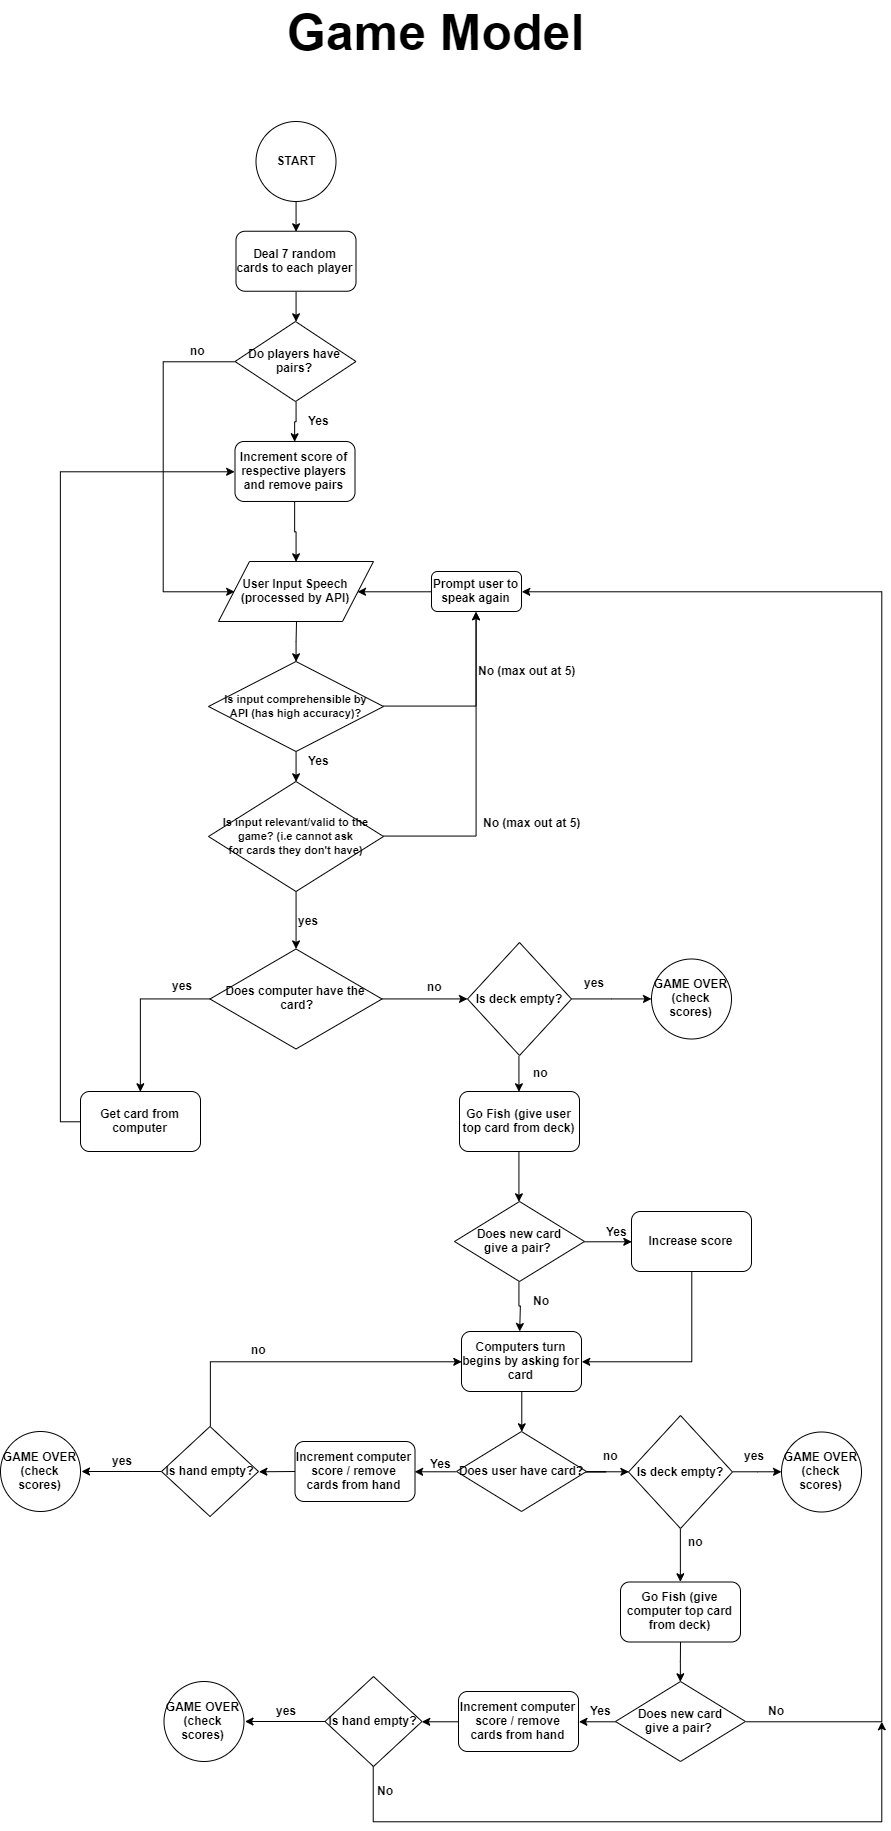 Game Model
START
Deal 7 random
cards to each player
Do players have
pairs?
no
Yes
Increment score of
respective players
and remove pairs
User Input Speech
(processed by API)
Prompt user to
speak again
No (max out at 5)
Is input comprehensible by
API (has high accuracy)?
Yes
Is input relevant/valid to the
game? (i.e cannot ask
for cards they don't have)
No (max out at 5)
yes
Does computer have the
card?
yes
no
Is deck empty?
yes
GAME OVER
(check
scores)
no
Get card from
computer
Go Fish (give user
top card from deck)
Does new card
give a pair?
Yes
Increase score
No
Computers turn
begins by asking for
card
no
GAME OVER
(check
scores)
yes
Is hand empty?
Increment computer
score / remove
cards from hand
Yes
Does user have card?
no
Is deck empty?
yes
GAME OVER
(check
scores)
no
Go Fish (give
computer top card
from deck)
GAME OVER
(check
scores)
yes
Is hand empty?
Increment computer
score / remove
cards from hand
Yes
Does new card
give a pair?
No
No